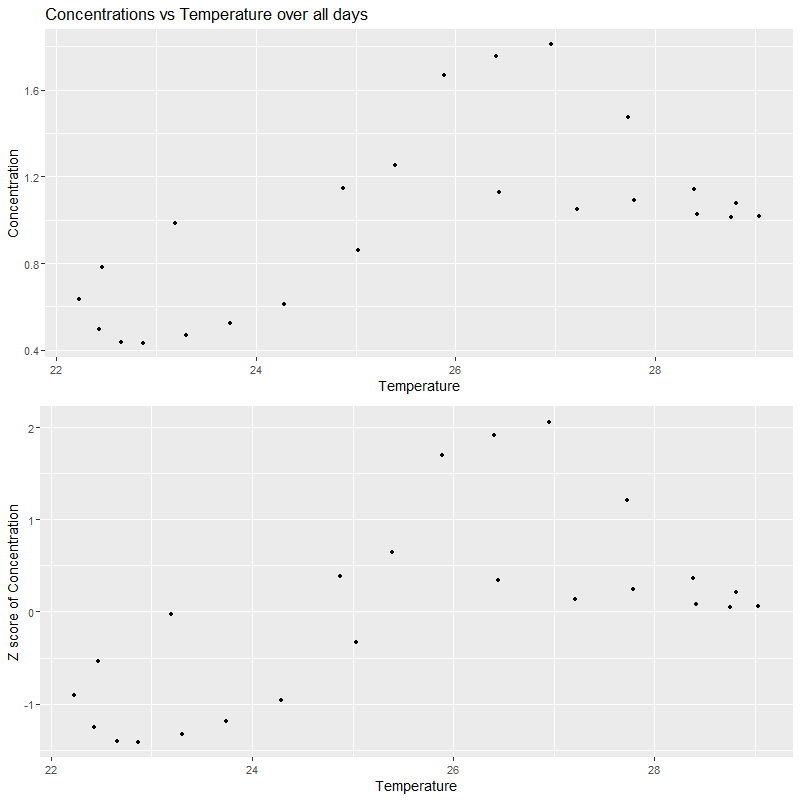 Concentrations vs Temperature over all days
Concentration
1.6
1.2
0.8
0.4
22 24 26 28
Temperature
Z score of Concentration
2
1
0
-1
22 24 26 28
Temperature